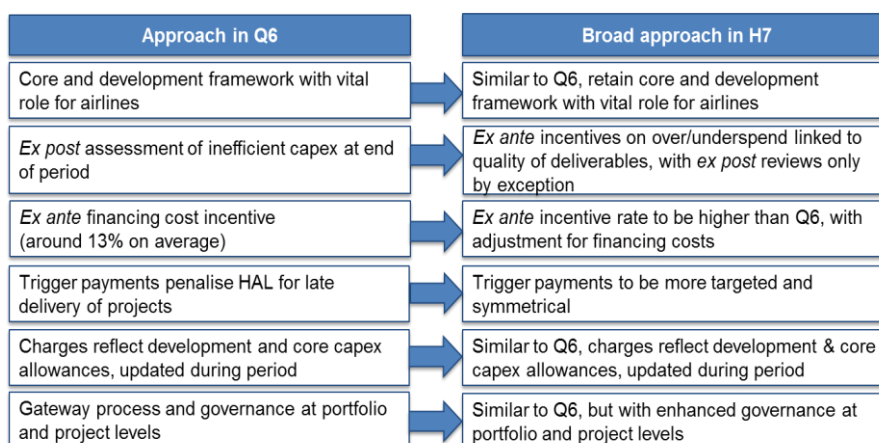 Approach in Q6
Broad approach in H7
Core and development framework with vital
role for airlines
Similar to Q6, retain core and development
framework with vital role for airlines
Ex post assessment of inefficient capex at end
of period
Ex ante incentives on over/underspend linked to
quality of deliverables, with ex post reviews only
by exception
Ex ante financing cost incentive
(around 13% on average)
Ex ante incentive rate to be higher than Q6, with
adjustment for financing costs
Trigger payments penalise HAL for late
delivery of projects
Trigger payments to be more targeted and
symmetrical
Charges reflect development and core capex
allowances, updated during period
Similar to Q6, charges reflect development & core
capex allowances, updated during period
Gateway process and governance at portfolio
and project levels
Similar to Q6, but with enhanced governance at
portfolio and project levels